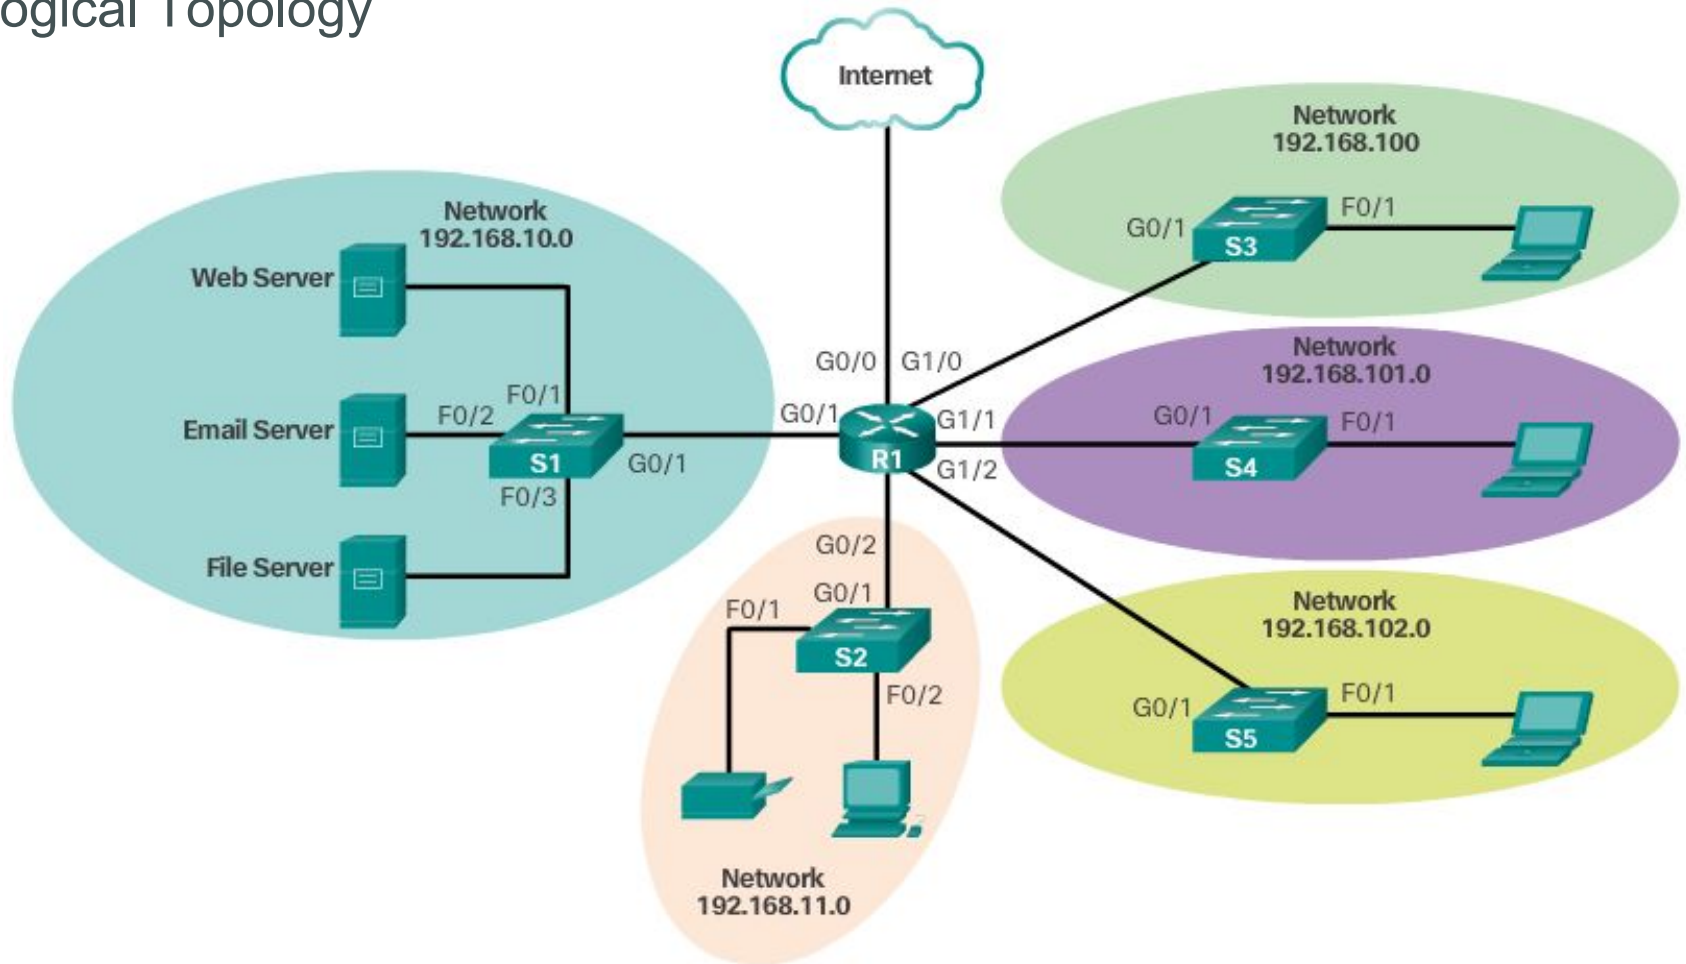 ogical Topology
Internet
Network
192.168.100
G0/1
S3
F0/1
Network
192.168.10.0
Web Server
Email Server
File Server
F0/1
F0/2
S1
G0/1
F0/3
G0/0
G1/0
G0/1
R1
G1/1
G1/2
G0/2
Network
192.168.101.0
G0/1
S4
F0/1
G0/1
F0/1
S2
F0/2
Network
192.168.11.0
Network
192.168.102.0
G0/1
S5
F0/1